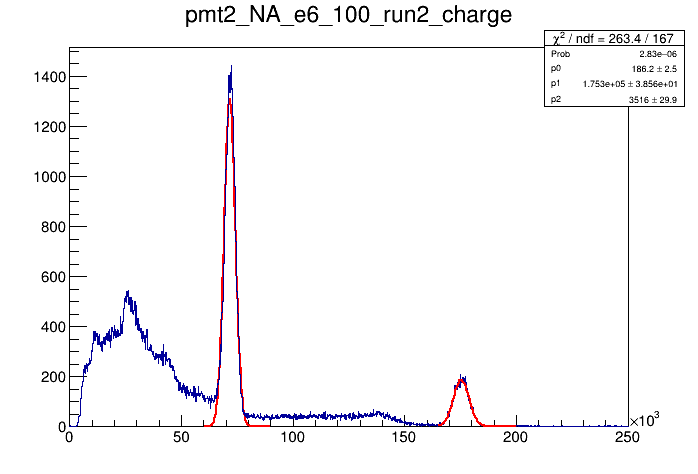 pmt2_NA_e6_100_run2_charge
χ² / ndf = 263.4 / 167
Prob 2.83e−06
p0 186.2 ± 2.5
p1 1.753e+05 ± 3.856e+01
p2 3516 ± 29.9
1400
1200
1000
800
600
400
200
0
0 50 100 150 200 250
×10³